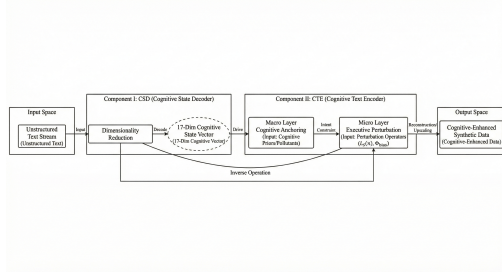 Input Space
Unstructured
Text Stream
(Unstructured Text)
Input
Component I: CSD (Cognitive State Decoder)
Dimensionality
Reduction
Decode
17-Dim Cognitive
State Vector
[17-Dim Cognitive Vector]
Drive
Component II: CTE (Cognitive Text Encoder)
Macro Layer
Cognitive Anchoring
(Input: Cognitive
Priors/Pollutants)
Intent
Constraint
Micro Layer
Executive Perturbation
(Input: Perturbation Operators
Reconstruction/
Upscaling
Output Space
Cognitive-Enhanced
Synthetic Data
(Cognitive-Enhanced Data)
Inverse Operation